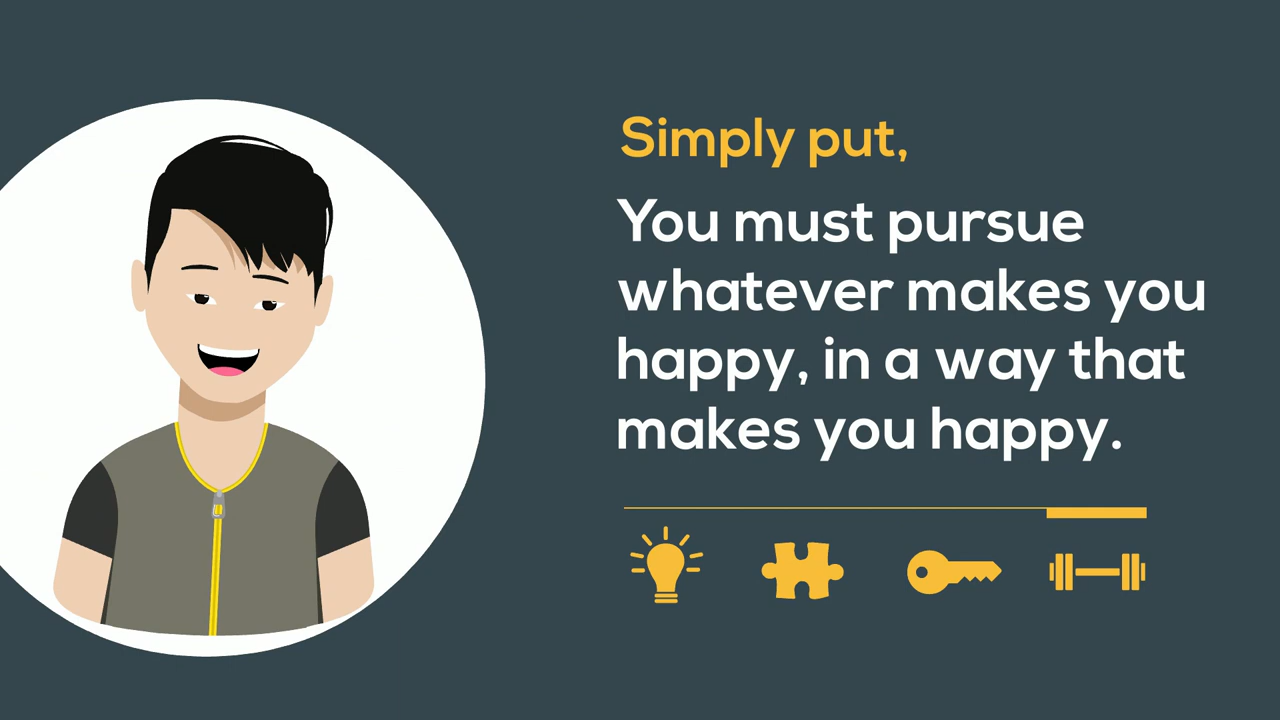 Simply put,
You must pursue
whatever makes you
happy, in a way that
makes you happy.